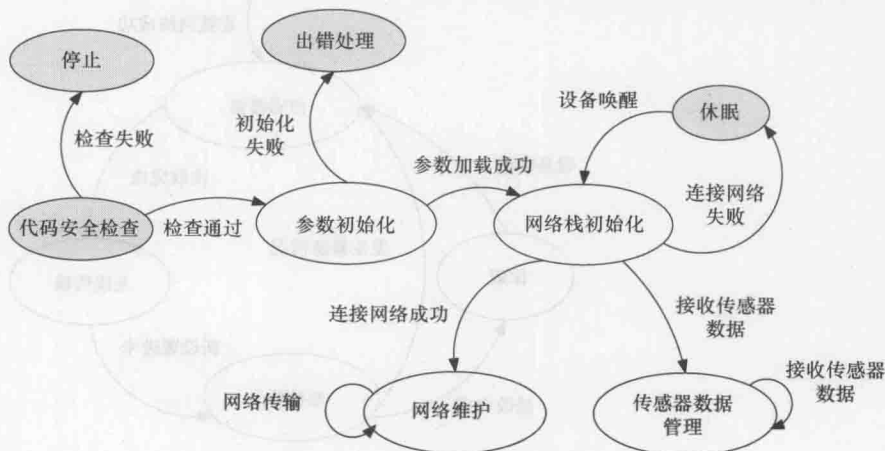 停止
出错处理
检查失败
初始化
失败
设备唤醒
休眠
参数加载成功
连接网络
失败
代码安全检查
检查通过
参数初始化
网络栈初始化
连接网络成功
接收传感器
数据
接收传感器
数据
网络传输
网络维护
传感器数据
管理